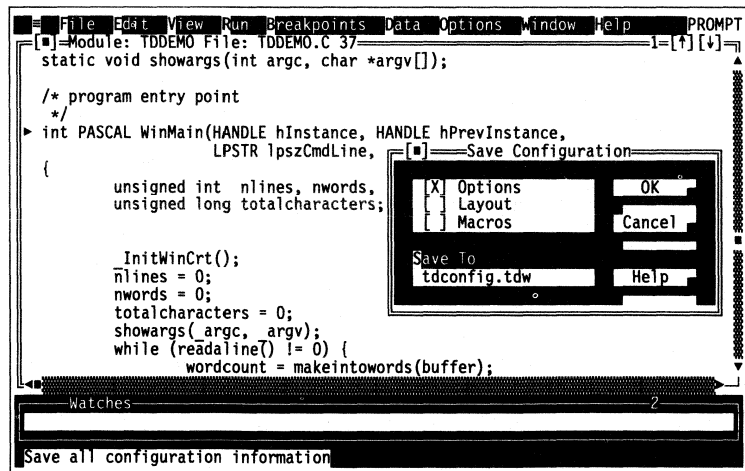 ≡ File Edit View Run Breakpoints Data Options Window Help PROMPT
[■]=Module: TDDEMO File: TDDEMO.C 37 1=[↑][↓]
static void showargs(int argc, char *argv[]);
/* program entry point
*/
► int PASCAL WinMain(HANDLE hInstance, HANDLE hPrevInstance,
LPSTR lpszCmdLine,
{
unsigned int nlines, nwords,
unsigned long totalcharacters;
_InitWinCrt();
nlines = 0;
nwords = 0;
totalcharacters = 0;
showargs(_argc, _argv);
while (readaline() != 0) {
wordcount = makeintowords(buffer);
[■] Save Configuration
[X] Options OK
[ ] Layout
[ ] Macros Cancel
Save To
tdconfig.tdw Help
Watches 2
Save all configuration information